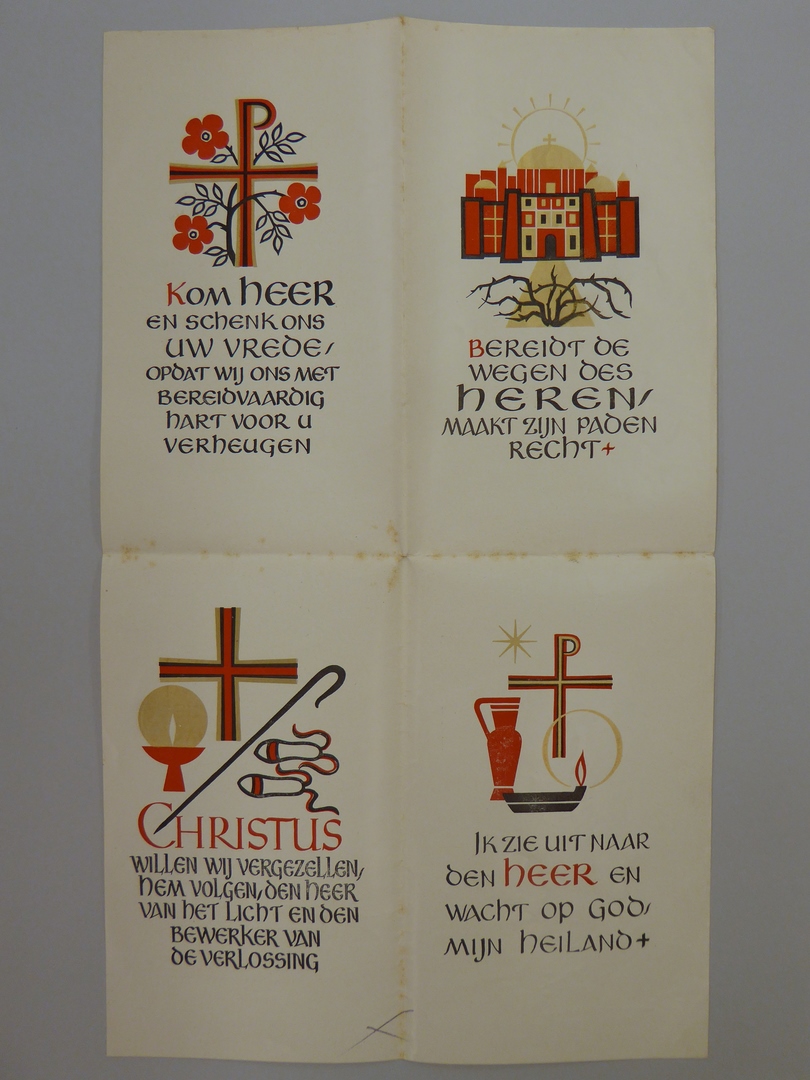 Kom HEER
EN SCHENK ONS
UW VREDE/
OPDAT WIJ ONS MET
BEREIDVAARDIG
HART VOOR U
VERHEUGEN
BEREIDT DE
WEGEN DES
HEREN/
MAAKT ZIJN PADEN
RECHT+
CHRISTUS
WILLEN WIJ VERGEZELLEN/
HEM VOLGEN/DEN HEER
VAN HET LICHT EN DEN
BEWERKER VAN
DE VERLOSSING
IK ZIE UIT NAAR
DEN HEER EN
WACHT OP GOD/
MIJN HEILAND+